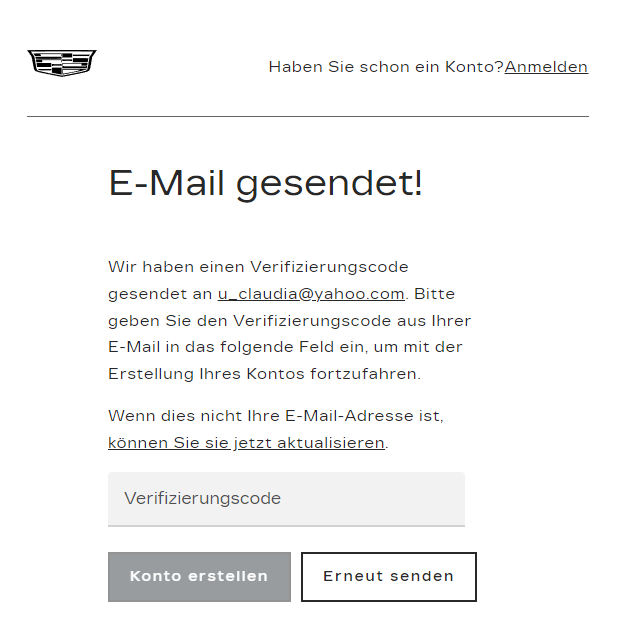 Haben Sie schon ein Konto?Anmelden
E-Mail gesendet!
Wir haben einen Verifizierungscode
gesendet an u_claudia@yahoo.com. Bitte
geben Sie den Verifizierungscode aus Ihrer
E-Mail in das folgende Feld ein, um mit der
Erstellung Ihres Kontos fortzufahren.
Wenn dies nicht Ihre E-Mail-Adresse ist,
können Sie sie jetzt aktualisieren.
Verifizierungscode
Konto erstellen
Erneut senden